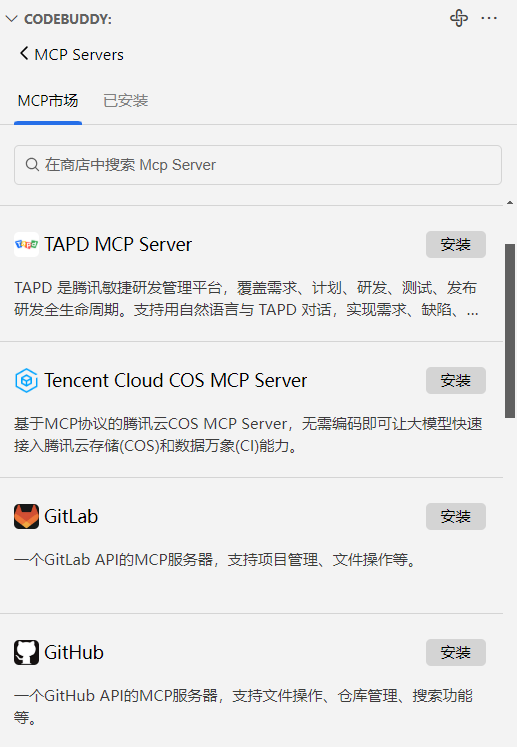 CODEBUDDY:
MCP Servers
MCP市场 已安装
在商店中搜索 Mcp Server
TAPD TAPD MCP Server 安装
TAPD 是腾讯敏捷研发管理平台，覆盖需求、计划、研发、测试、发布
研发全生命周期。支持用自然语言与 TAPD 对话，实现需求、缺陷、...
Tencent Cloud COS MCP Server 安装
基于MCP协议的腾讯云COS MCP Server，无需编码即可让大模型快速
接入腾讯云存储(COS)和数据万象(CI)能力。
GitLab 安装
一个GitLab API的MCP服务器，支持项目管理、文件操作等。
GitHub 安装
一个GitHub API的MCP服务器，支持文件操作、仓库管理、搜索功能
等。